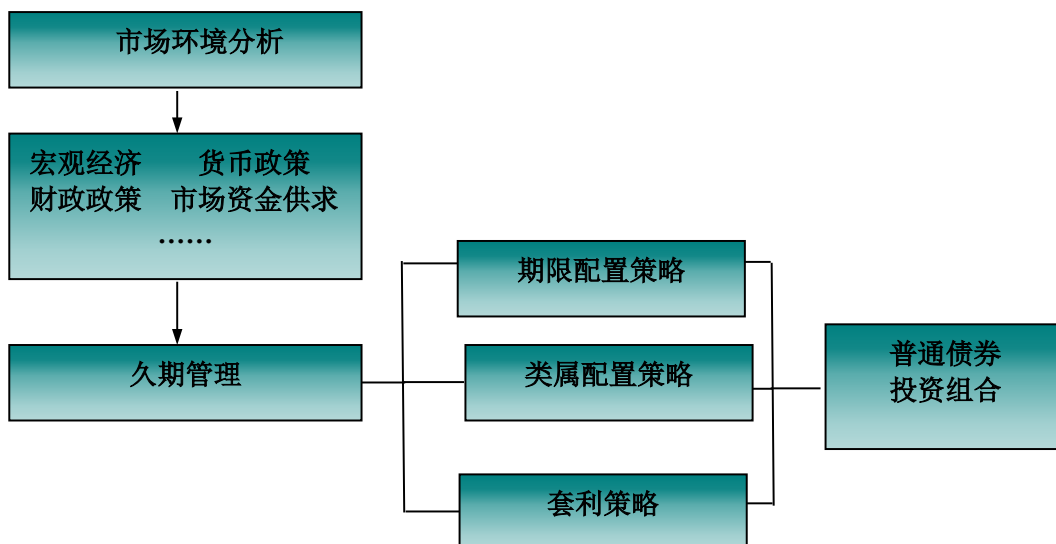 市场环境分析
宏观经济 货币政策
财政政策 市场资金供求
……
久期管理
期限配置策略
类属配置策略
套利策略
普通债券
投资组合